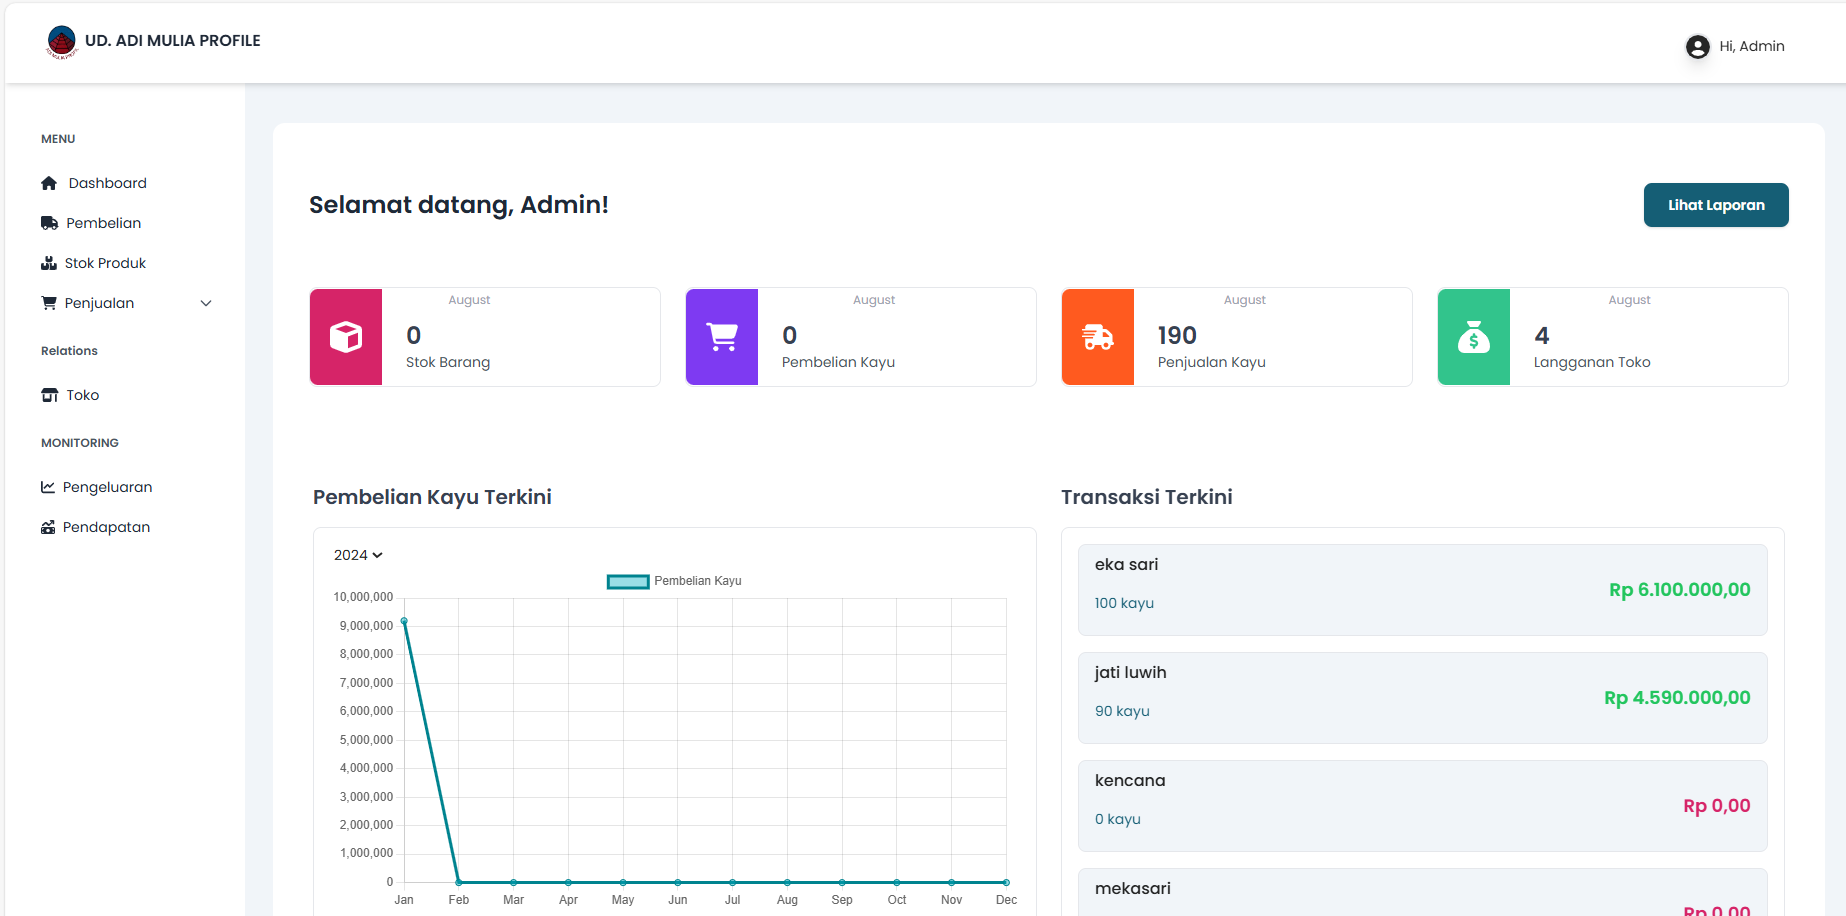 UD. ADI MULIA PROFILE
Hi, Admin
MENU
Dashboard
Pembelian
Stok Produk
Penjualan
Relations
Toko
MONITORING
Pengeluaran
Pendapatan
Selamat datang, Admin!
Lihat Laporan
August
0
Stok Barang
August
0
Pembelian Kayu
August
190
Penjualan Kayu
August
4
Langganan Toko
Pembelian Kayu Terkini
2024
Pembelian Kayu
10,000,000
9,000,000
8,000,000
7,000,000
6,000,000
5,000,000
4,000,000
3,000,000
2,000,000
1,000,000
0
Jan Feb Mar Apr May Jun Jul Aug Sep Oct Nov Dec
Transaksi Terkini
eka sari
Rp 6.100.000,00
100 kayu
jati luwih
Rp 4.590.000,00
90 kayu
kencana
Rp 0,00
0 kayu
mekasari
Rp 0,00